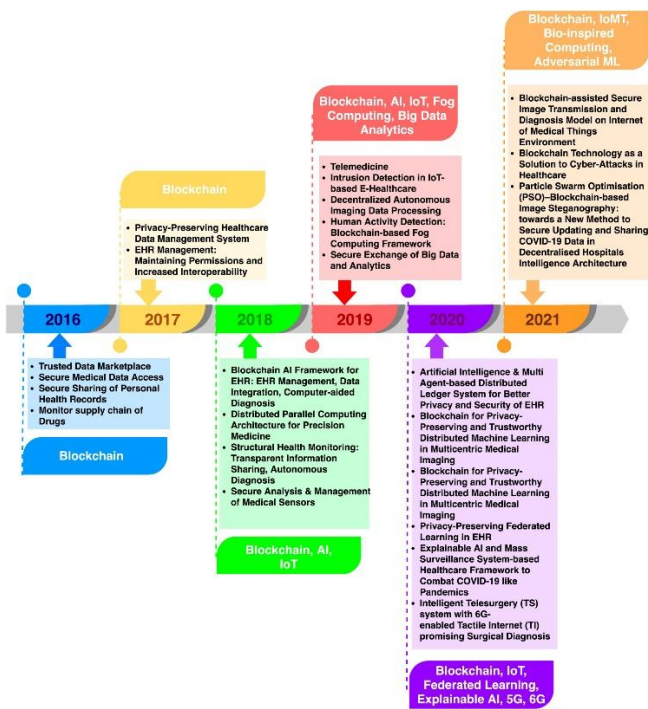 Blockchain, IoMT,
Bio-inspired
Computing,
Adversarial ML
• Blockchain-assisted Secure
Image Transmission and
Diagnosis Model on Internet
of Medical Things
Environment
• Blockchain Technology as a
Solution to Cyber-Attacks in
Healthcare
• Particle Swarm Optimisation
(PSO)–Blockchain-based
Image Steganography:
towards a New Method to
Secure Updating and Sharing
COVID-19 Data in
Decentralised Hospitals
Intelligence Architecture
Blockchain, AI, IoT, Fog
Computing, Big Data
Analytics
• Telemedicine
• Intrusion Detection in IoT-
based E-Healthcare
• Decentralized Autonomous
Imaging Data Processing
• Human Activity Detection:
Blockchain-based Fog
Computing Framework
• Secure Exchange of Big Data
and Analytics
Blockchain
• Privacy-Preserving Healthcare
Data Management System
• EHR Management:
Maintaining Permissions and
Increased Interoperability
2016
2017
2018
2019
2020
2021
• Trusted Data Marketplace
• Secure Medical Data Access
• Secure Sharing of Personal
Health Records
• Monitor supply chain of
Drugs
Blockchain
• Blockchain AI Framework for
EHR: EHR Management, Data
Integration, Computer-aided
Diagnosis
• Distributed Parallel Computing
Architecture for Precision
Medicine
• Structural Health Monitoring:
Transparent Information
Sharing, Autonomous
Diagnosis
• Secure Analysis & Management
of Medical Sensors
Blockchain, AI,
IoT
• Artificial Intelligence & Multi
Agent-based Distributed
Ledger System for Better
Privacy and Security of EHR
• Blockchain for Privacy-
Preserving and Trustworthy
Distributed Machine Learning
in Multicentric Medical
Imaging
• Blockchain for Privacy-
Preserving and Trustworthy
Distributed Machine Learning
in Multicentric Medical
Imaging
• Privacy-Preserving Federated
Learning in EHR
• Explainable AI and Mass
Surveillance System-based
Healthcare Framework to
Combat COVID-19 like
Pandemics
• Intelligent Telesurgery (TS)
system with 6G-
enabled Tactile Internet (TI)
promising Surgical Diagnosis
Blockchain, IoT,
Federated Learning,
Explainable AI, 5G, 6G